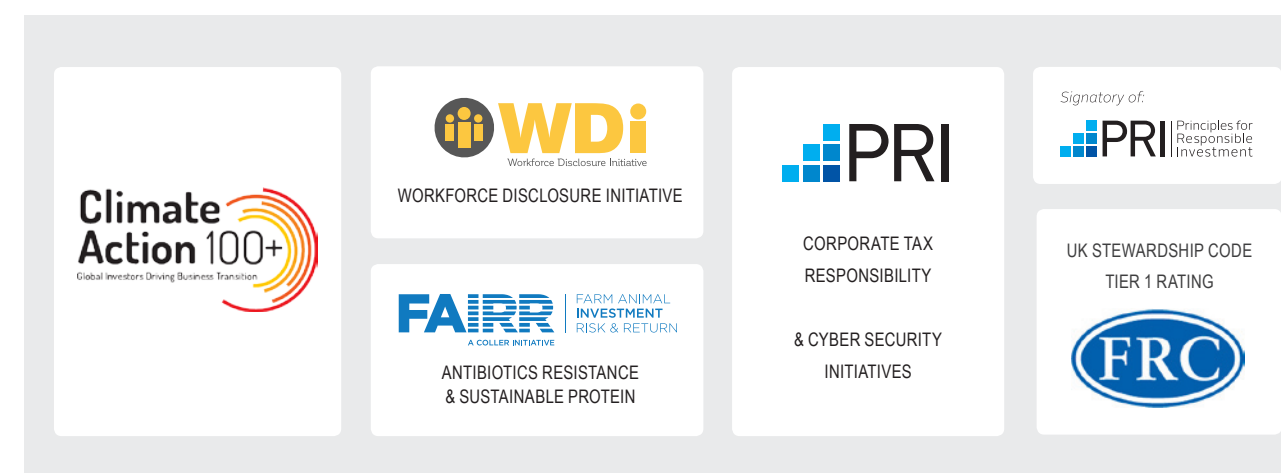 Climate
Action 100+
Global Investors Driving Business Transition
WDi
Workforce Disclosure Initiative
WORKFORCE DISCLOSURE INITIATIVE
FAIRR
FARM ANIMAL
INVESTMENT
RISK & RETURN
A COLLER INITIATIVE
ANTIBIOTICS RESISTANCE
& SUSTAINABLE PROTEIN
PRI
CORPORATE TAX
RESPONSIBILITY
& CYBER SECURITY
INITIATIVES
Signatory of:
PRI
Principles for
Responsible
Investment
UK STEWARDSHIP CODE
TIER 1 RATING
FRC